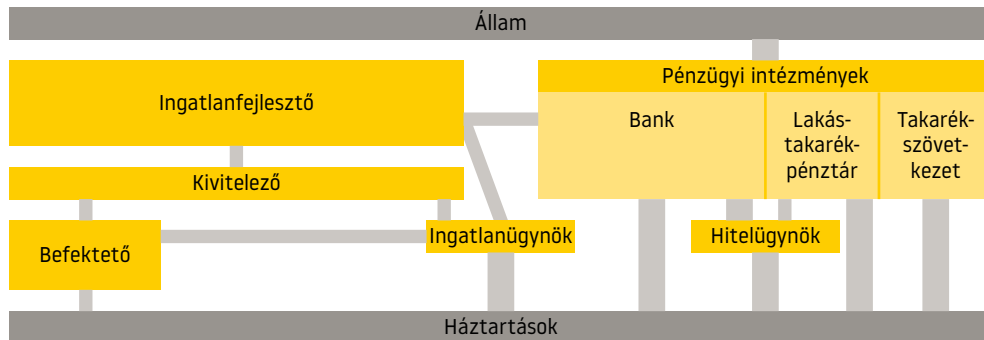 Állam
Ingatlanfejlesztő
Pénzügyi intézmények
Bank
Lakás-
takarék-
pénztár
Takarék-
szövet-
kezet
Kivitelező
Befektető
Ingatlanügynök
Hitelügynök
Háztartások